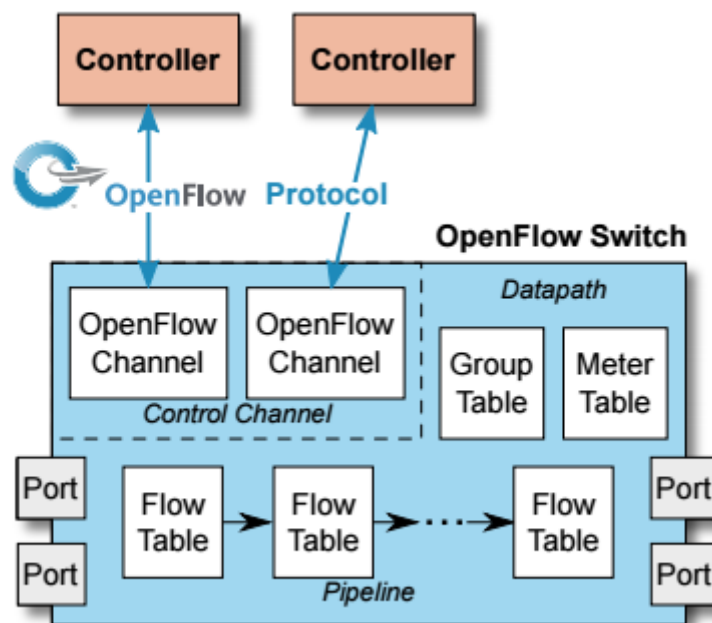 Controller
Controller
OpenFlow
Protocol
OpenFlow Switch
Datapath
OpenFlow
Channel
OpenFlow
Channel
Control Channel
Group
Table
Meter
Table
Port
Port
Flow
Table
Flow
Table
...
Flow
Table
Pipeline
Port
Port